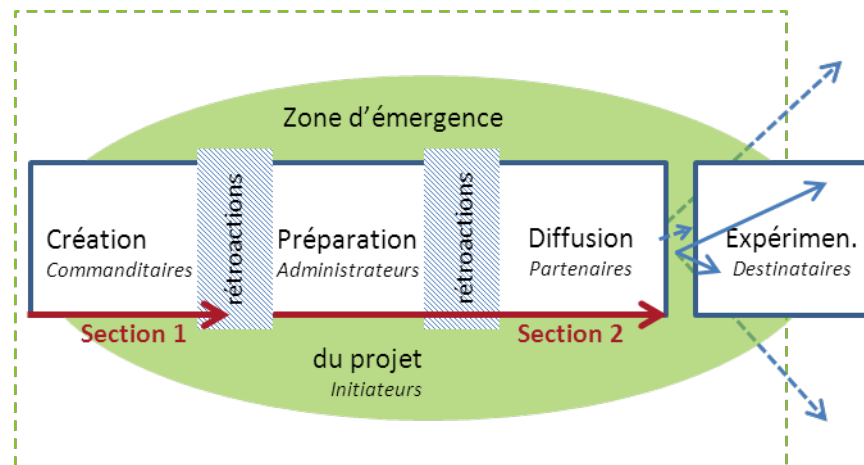 Zone d’émergence
Création
Commanditaires
rétroactions
Préparation
Administrateurs
rétroactions
Diffusion
Partenaires
Expérimen.
Destinataires
Section 1
Section 2
du projet
Initiateurs